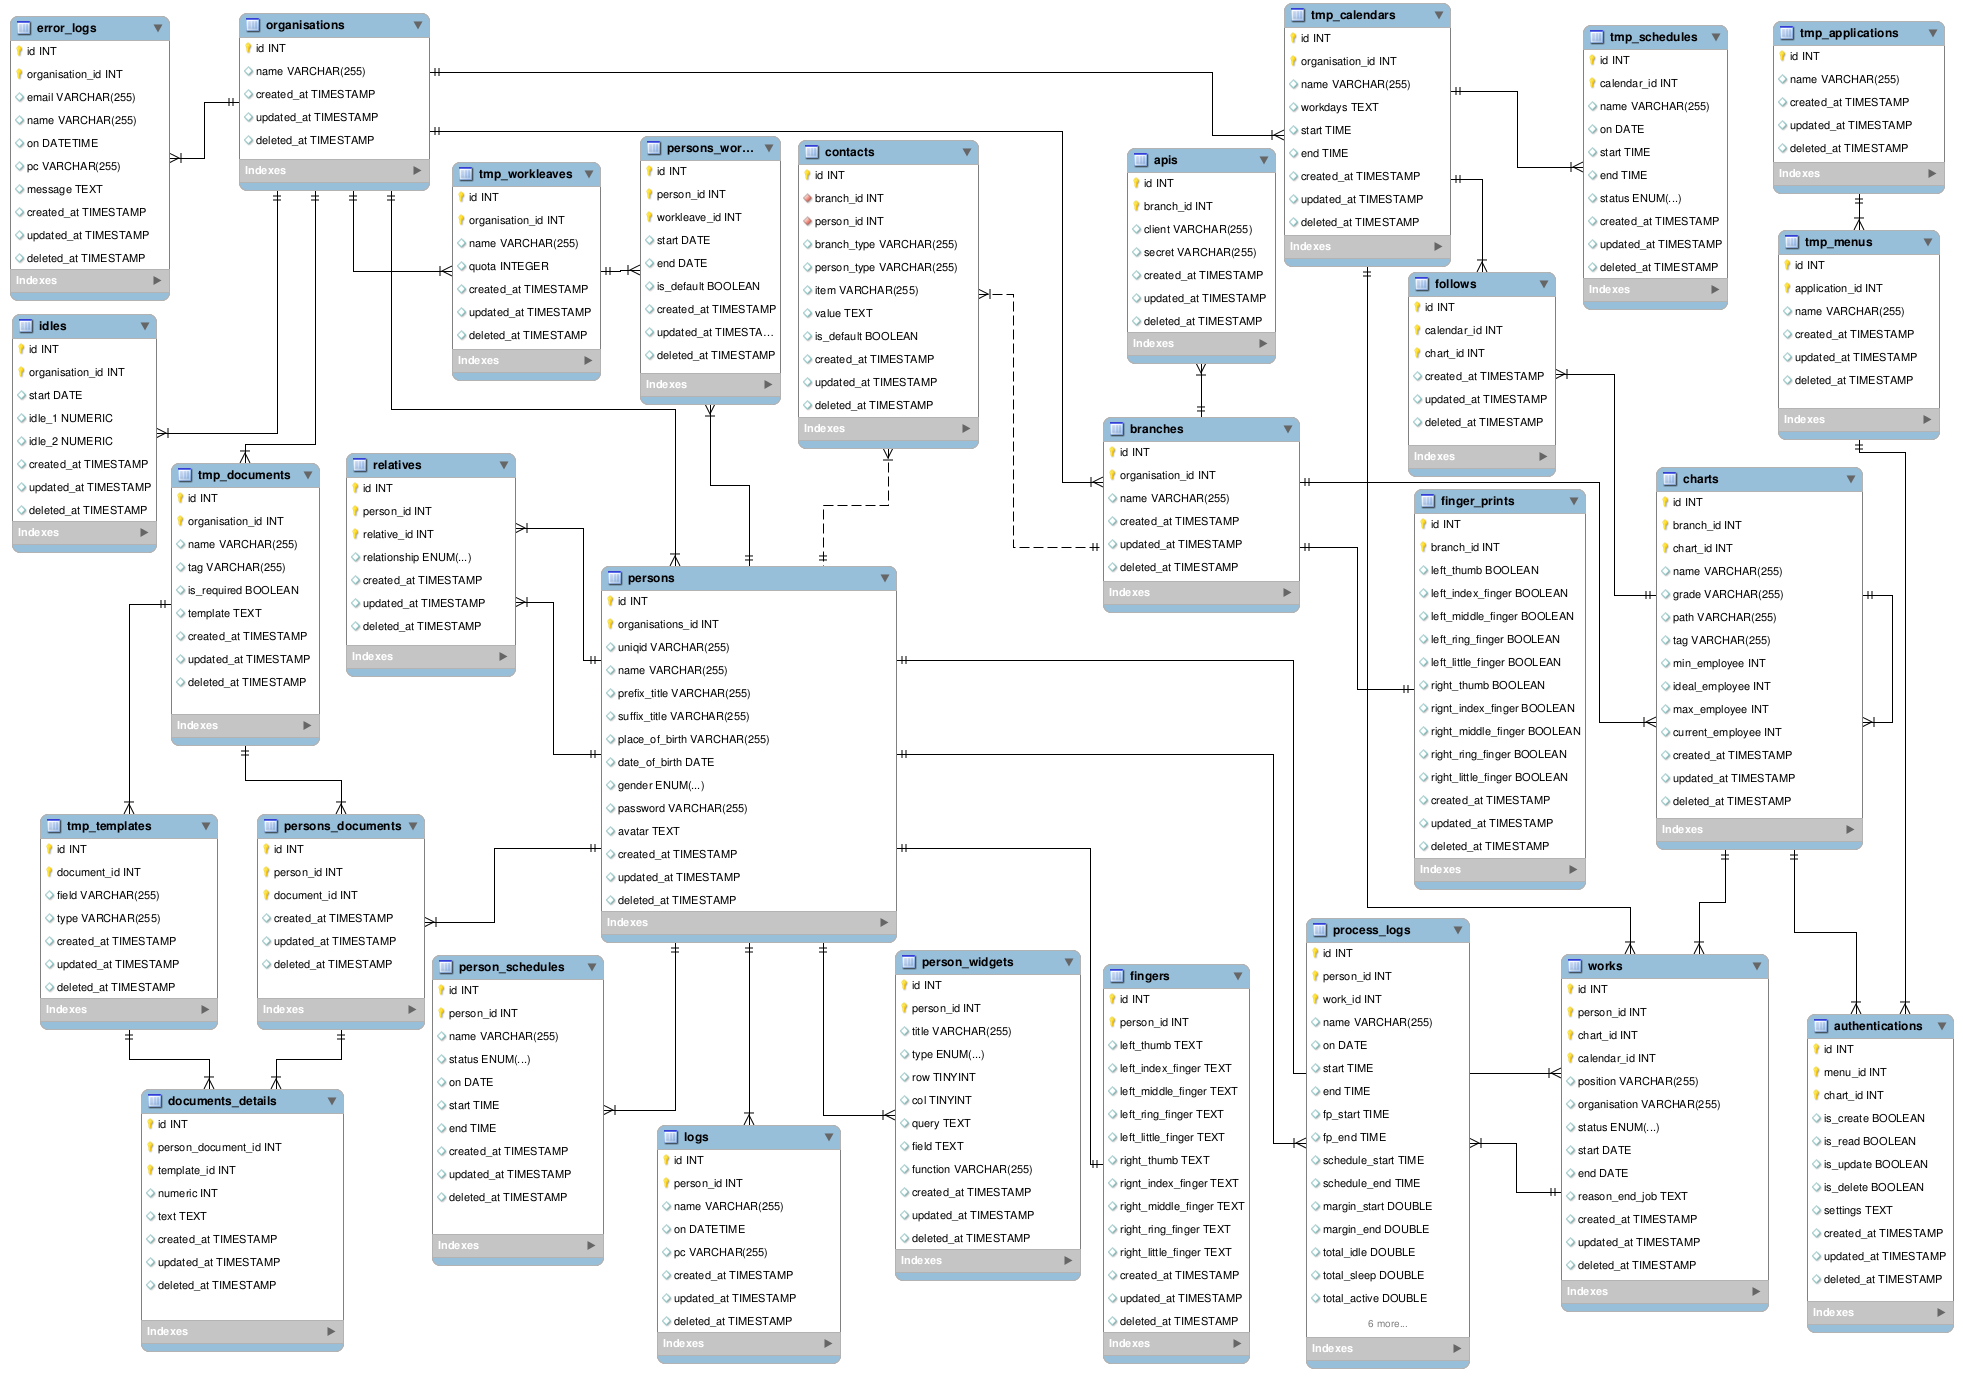 error_logs
id INT
organisation_id INT
email VARCHAR(255)
name VARCHAR(255)
on DATETIME
pc VARCHAR(255)
message TEXT
created_at TIMESTAMP
updated_at TIMESTAMP
deleted_at TIMESTAMP
Indexes
organisations
id INT
name VARCHAR(255)
created_at TIMESTAMP
updated_at TIMESTAMP
deleted_at TIMESTAMP
Indexes
tmp_workleaves
id INT
organisation_id INT
name VARCHAR(255)
quota INTEGER
created_at TIMESTAMP
updated_at TIMESTAMP
deleted_at TIMESTAMP
Indexes
persons_wor...
id INT
person_id INT
workleave_id INT
start DATE
end DATE
is_default BOOLEAN
created_at TIMESTAMP
updated_at TIMESTA...
deleted_at TIMESTAMP
Indexes
contacts
id INT
branch_id INT
person_id INT
branch_type VARCHAR(255)
person_type VARCHAR(255)
item VARCHAR(255)
value TEXT
is_default BOOLEAN
created_at TIMESTAMP
updated_at TIMESTAMP
deleted_at TIMESTAMP
Indexes
apis
id INT
branch_id INT
client VARCHAR(255)
secret VARCHAR(255)
created_at TIMESTAMP
updated_at TIMESTAMP
deleted_at TIMESTAMP
Indexes
tmp_calendars
id INT
organisation_id INT
name VARCHAR(255)
workdays TEXT
start TIME
end TIME
created_at TIMESTAMP
updated_at TIMESTAMP
deleted_at TIMESTAMP
Indexes
tmp_schedules
id INT
calendar_id INT
name VARCHAR(255)
on DATE
start TIME
end TIME
status ENUM(...)
created_at TIMESTAMP
updated_at TIMESTAMP
deleted_at TIMESTAMP
Indexes
tmp_applications
id INT
name VARCHAR(255)
created_at TIMESTAMP
updated_at TIMESTAMP
deleted_at TIMESTAMP
Indexes
tmp_menus
id INT
application_id INT
name VARCHAR(255)
created_at TIMESTAMP
updated_at TIMESTAMP
deleted_at TIMESTAMP
Indexes
follows
id INT
calendar_id INT
chart_id INT
created_at TIMESTAMP
updated_at TIMESTAMP
deleted_at TIMESTAMP
Indexes
idles
id INT
organisation_id INT
start DATE
idle_1 NUMERIC
idle_2 NUMERIC
created_at TIMESTAMP
updated_at TIMESTAMP
deleted_at TIMESTAMP
Indexes
tmp_documents
id INT
organisation_id INT
name VARCHAR(255)
tag VARCHAR(255)
is_required BOOLEAN
template TEXT
created_at TIMESTAMP
updated_at TIMESTAMP
deleted_at TIMESTAMP
Indexes
relatives
id INT
person_id INT
relative_id INT
relationship ENUM(...)
created_at TIMESTAMP
updated_at TIMESTAMP
deleted_at TIMESTAMP
Indexes
branches
id INT
organisation_id INT
name VARCHAR(255)
created_at TIMESTAMP
updated_at TIMESTAMP
deleted_at TIMESTAMP
Indexes
finger_prints
id INT
branch_id INT
left_thumb BOOLEAN
left_index_finger BOOLEAN
left_middle_finger BOOLEAN
left_ring_finger BOOLEAN
left_little_finger BOOLEAN
right_thumb BOOLEAN
rignt_index_finger BOOLEAN
right_middle_finger BOOLEAN
right_ring_finger BOOLEAN
right_little_finger BOOLEAN
created_at TIMESTAMP
updated_at TIMESTAMP
deleted_at TIMESTAMP
Indexes
charts
id INT
branch_id INT
chart_id INT
name VARCHAR(255)
grade VARCHAR(255)
path VARCHAR(255)
tag VARCHAR(255)
min_employee INT
ideal_employee INT
max_employee INT
current_employee INT
created_at TIMESTAMP
updated_at TIMESTAMP
deleted_at TIMESTAMP
Indexes
persons
id INT
organisations_id INT
uniqid VARCHAR(255)
name VARCHAR(255)
prefix_title VARCHAR(255)
suffix_title VARCHAR(255)
place_of_birth VARCHAR(255)
date_of_birth DATE
gender ENUM(...)
password VARCHAR(255)
avatar TEXT
created_at TIMESTAMP
updated_at TIMESTAMP
deleted_at TIMESTAMP
Indexes
tmp_templates
id INT
document_id INT
field VARCHAR(255)
type VARCHAR(255)
created_at TIMESTAMP
updated_at TIMESTAMP
deleted_at TIMESTAMP
Indexes
persons_documents
id INT
person_id INT
document_id INT
created_at TIMESTAMP
updated_at TIMESTAMP
deleted_at TIMESTAMP
Indexes
documents_details
id INT
person_document_id INT
template_id INT
numeric INT
text TEXT
created_at TIMESTAMP
updated_at TIMESTAMP
deleted_at TIMESTAMP
Indexes
person_schedules
id INT
person_id INT
name VARCHAR(255)
status ENUM(...)
on DATE
start TIME
end TIME
created_at TIMESTAMP
updated_at TIMESTAMP
deleted_at TIMESTAMP
Indexes
logs
id INT
person_id INT
name VARCHAR(255)
on DATETIME
pc VARCHAR(255)
created_at TIMESTAMP
updated_at TIMESTAMP
deleted_at TIMESTAMP
Indexes
person_widgets
id INT
person_id INT
title VARCHAR(255)
type ENUM(...)
row TINYINT
col TINYINT
query TEXT
field TEXT
function VARCHAR(255)
created_at TIMESTAMP
updated_at TIMESTAMP
deleted_at TIMESTAMP
Indexes
fingers
id INT
person_id INT
left_thumb TEXT
left_index_finger TEXT
left_middle_finger TEXT
left_ring_finger TEXT
left_little_finger TEXT
right_thumb TEXT
rignt_index_finger TEXT
right_middle_finger TEXT
right_ring_finger TEXT
right_little_finger TEXT
created_at TIMESTAMP
updated_at TIMESTAMP
deleted_at TIMESTAMP
Indexes
process_logs
id INT
person_id INT
work_id INT
name VARCHAR(255)
on DATE
start TIME
end TIME
fp_start TIME
fp_end TIME
schedule_start TIME
schedule_end TIME
margin_start DOUBLE
margin_end DOUBLE
total_idle DOUBLE
total_sleep DOUBLE
total_active DOUBLE
6 more...
Indexes
works
id INT
person_id INT
chart_id INT
calendar_id INT
position VARCHAR(255)
organisation VARCHAR(255)
status ENUM(...)
start DATE
end DATE
reason_end_job TEXT
created_at TIMESTAMP
updated_at TIMESTAMP
deleted_at TIMESTAMP
Indexes
authentications
id INT
menu_id INT
chart_id INT
is_create BOOLEAN
is_read BOOLEAN
is_update BOOLEAN
is_delete BOOLEAN
settings TEXT
created_at TIMESTAMP
updated_at TIMESTAMP
deleted_at TIMESTAMP
Indexes